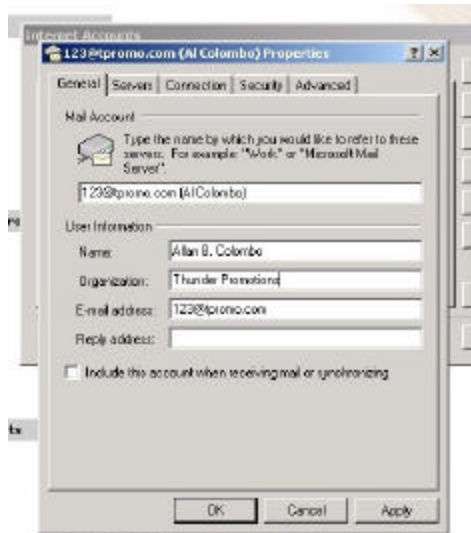 Internet Accounts
123@tpromo.com (Al Colombo) Properties
General Servers Connection Security Advanced
Mail Account
Type the name by which you would like to refer to these
servers. For example: "Work" or "Microsoft Mail
Server".
123@tpromo.com (Al Colombo)
User Information
Name: Allan B. Colombo
Organization: Thunder Promotions
E-mail address: 123@tpromo.com
Reply address:
Include this account when receiving mail or synchronizing
OK Cancel Apply